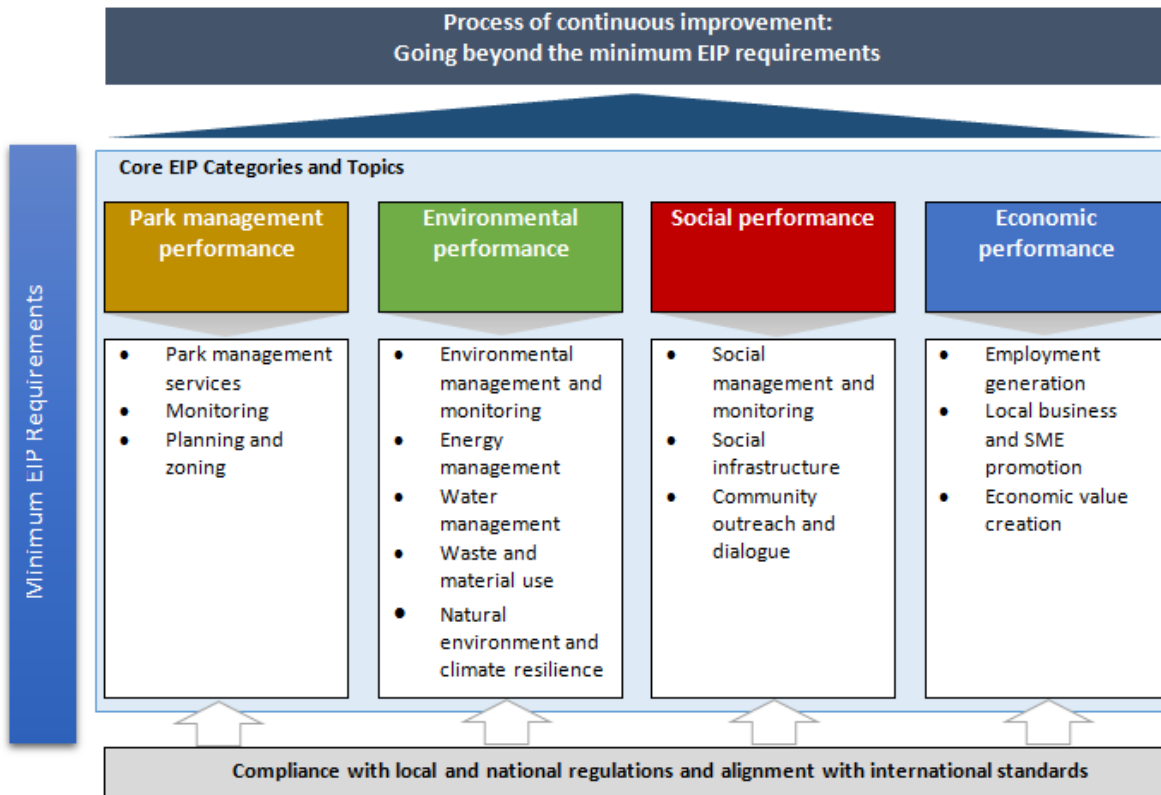 Process of continuous improvement:
Going beyond the minimum EIP requirements
Minimum EIP Requirements
Core EIP Categories and Topics
Park management
performance
• Park management
services
• Monitoring
• Planning and
zoning
Environmental
performance
• Environmental
management and
monitoring
• Energy
management
• Water
management
• Waste and
material use
• Natural
environment and
climate resilience
Social performance
• Social
management and
monitoring
• Social
infrastructure
• Community
outreach and
dialogue
Economic
performance
• Employment
generation
• Local business
and SME
promotion
• Economic value
creation
Compliance with local and national regulations and alignment with international standards